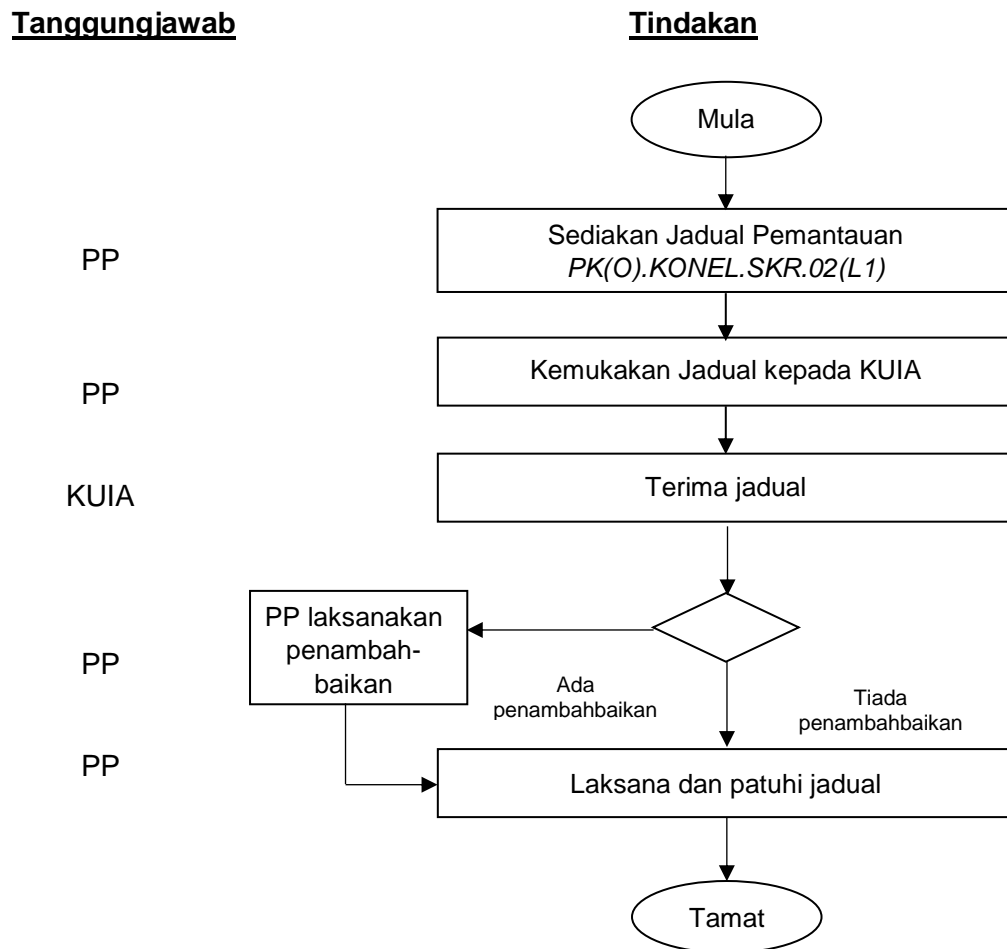 Tanggungjawab
Tindakan
Mula
PP
Sediakan Jadual Pemantauan
PK(O).KONEL.SKR.02(L1)
PP
Kemukakan Jadual kepada KUIA
KUIA
Terima jadual
PP
PP laksanakan
penambah-
baikan
Ada
penambahbaikan
Tiada
penambahbaikan
PP
Laksana dan patuhi jadual
Tamat